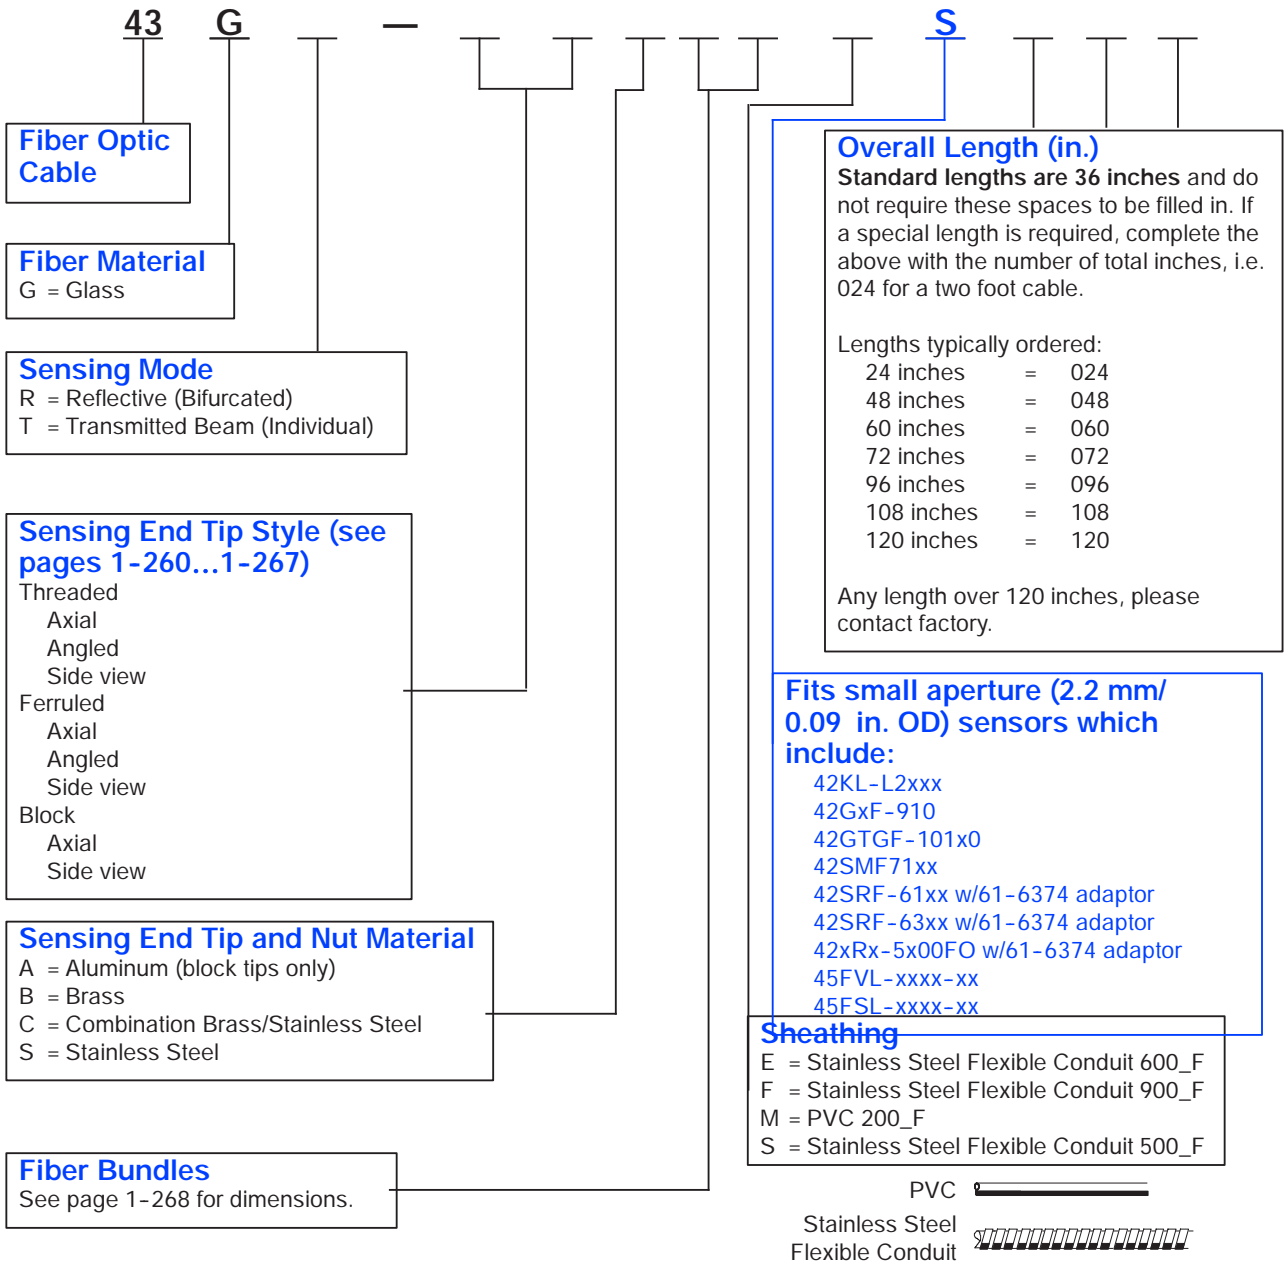 43 G — S
Fiber Optic
Cable
Fiber Material
G = Glass
Sensing Mode
R = Reflective (Bifurcated)
T = Transmitted Beam (Individual)
Sensing End Tip Style (see
pages 1-260...1-267)
Threaded
Axial
Angled
Side view
Ferruled
Axial
Angled
Side view
Block
Axial
Side view
Sensing End Tip and Nut Material
A = Aluminum (block tips only)
B = Brass
C = Combination Brass/Stainless Steel
S = Stainless Steel
Fiber Bundles
See page 1-268 for dimensions.
Overall Length (in.)
Standard lengths are 36 inches and do
not require these spaces to be filled in. If
a special length is required, complete the
above with the number of total inches, i.e.
024 for a two foot cable.
Lengths typically ordered:
24 inches = 024
48 inches = 048
60 inches = 060
72 inches = 072
96 inches = 096
108 inches = 108
120 inches = 120
Any length over 120 inches, please
contact factory.
Fits small aperture (2.2 mm/
0.09 in. OD) sensors which
include:
42KL-L2xxx
42GxF-910
42GTGF-101x0
42SMF71xx
42SRF-61xx w/61-6374 adaptor
42SRF-63xx w/61-6374 adaptor
42xRx-5x00FO w/61-6374 adaptor
45FVL-xxxx-xx
45FSL-xxxx-xx
Sheathing
E = Stainless Steel Flexible Conduit 600_F
F = Stainless Steel Flexible Conduit 900_F
M = PVC 200_F
S = Stainless Steel Flexible Conduit 500_F
PVC
Stainless Steel
Flexible Conduit